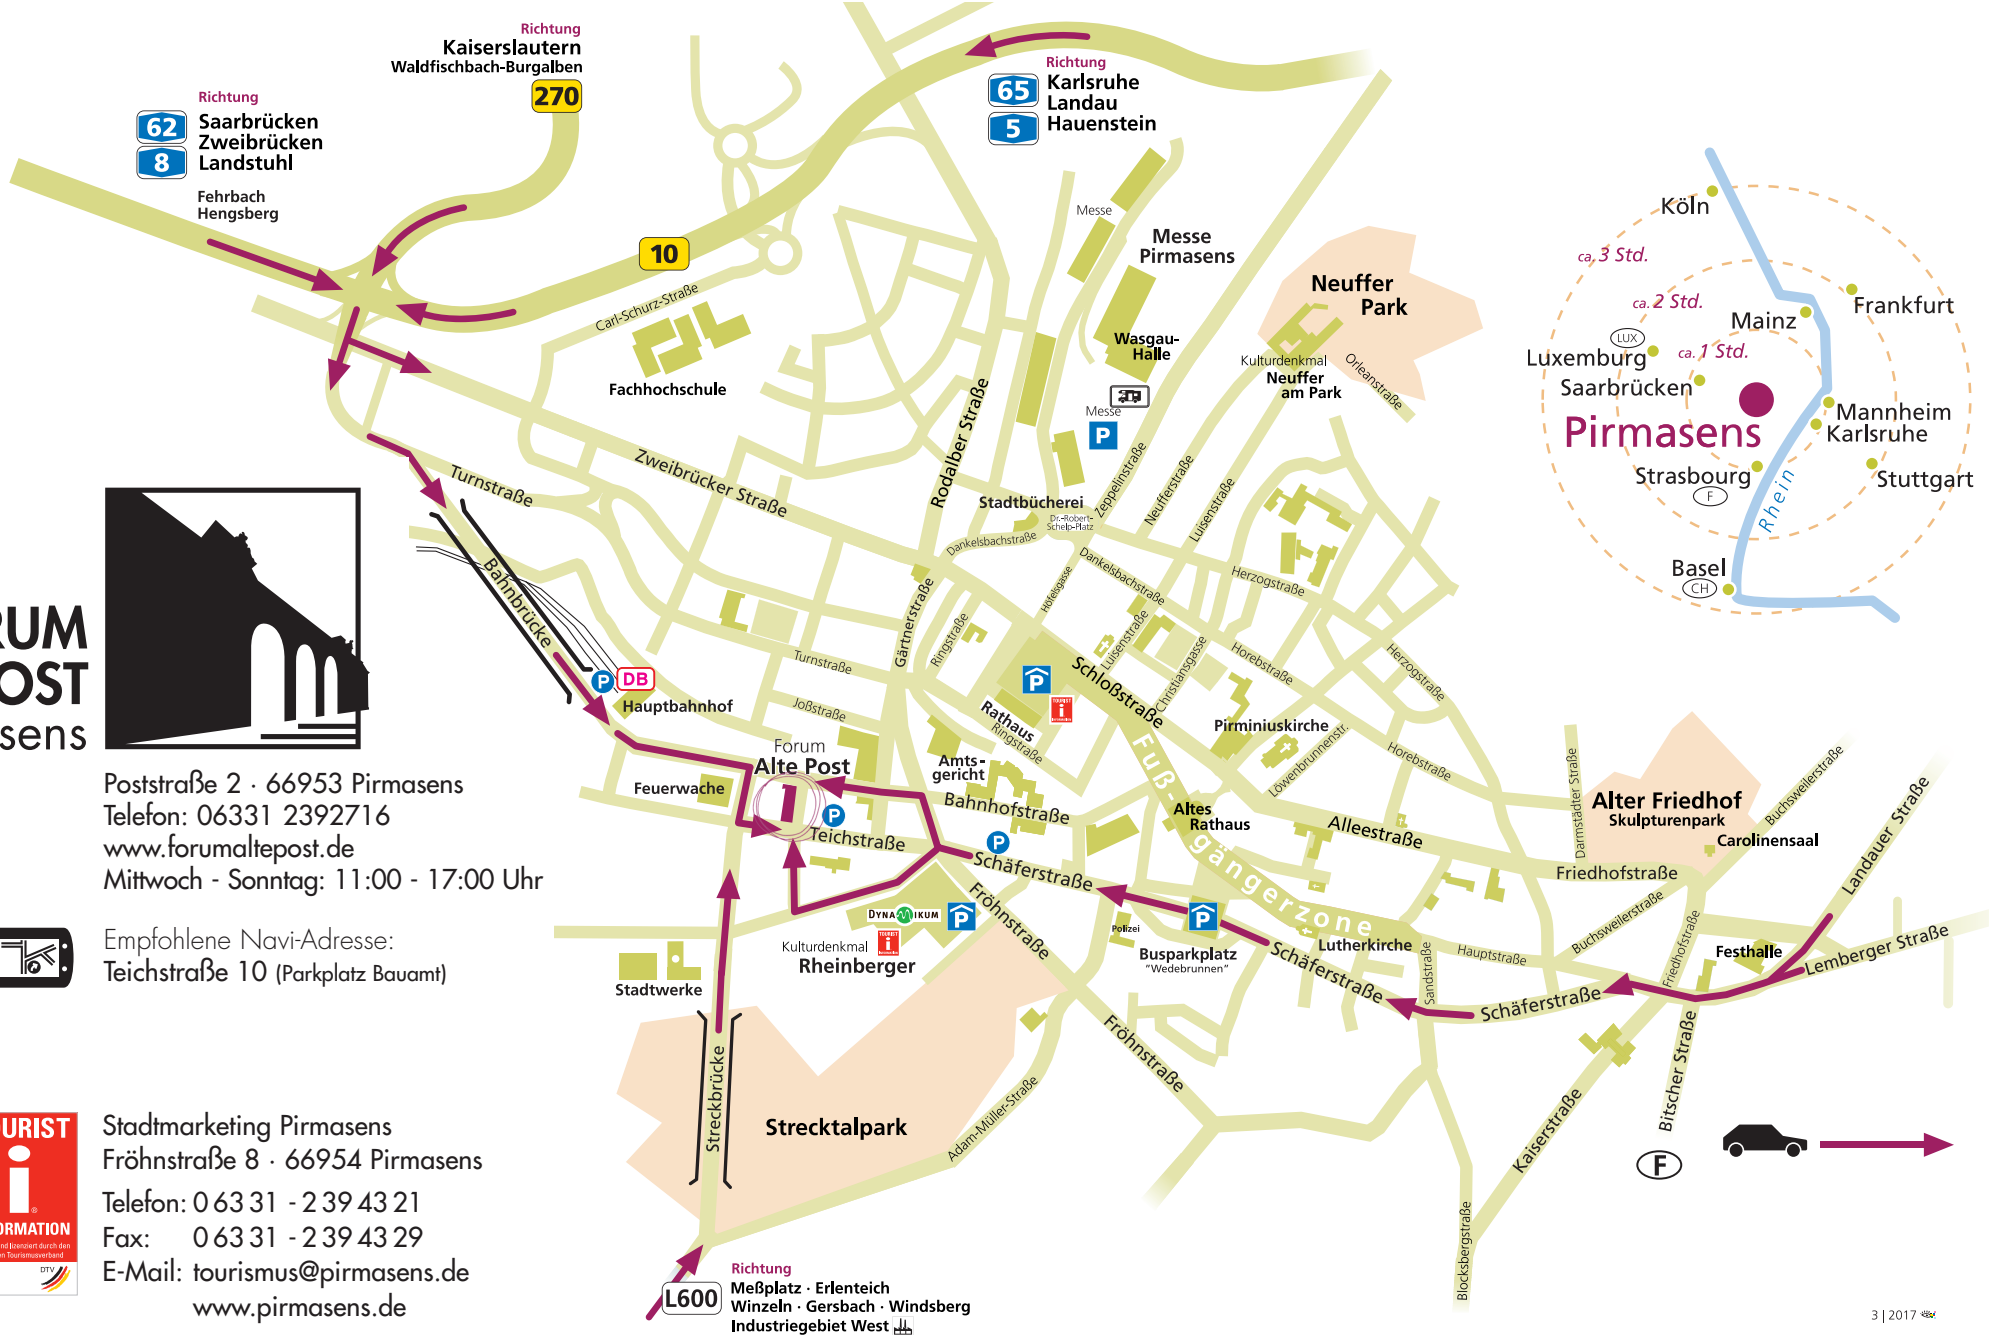 Richtung
Kaiserslautern
Waldfischbach-Burgalben
270
Richtung
62
8
Saarbrücken
Zweibrücken
Landstuhl
Fehrbach
Hengsberg
10
Richtung
65
5
Karlsruhe
Landau
Hauenstein
Carl-Schurz-Straße
Fachhochschule
Messe
Messe
Pirmasens
Wasgau-
Halle
Messe
P
Neuffer
Park
Kulturdenkmal
Neuffer
am Park
Orleanstraße
Köln
ca. 3 Std.
ca. 2 Std.
ca. 1 Std.
Frankfurt
Mainz
LUX
Luxemburg
Saarbrücken
Pirmasens
Mannheim
Karlsruhe
Strasbourg
F
Stuttgart
Rhein
Basel
CH
Turnstraße
Zweibrücker Straße
Rodalber Straße
Stadtbücherei
Dr.-Robert-
Schelp-Platz
Dankelsbachstraße
Zeppelinstraße
Neufferstraße
Luisenstraße
Dankelsbachstraße
Herzogstraße
Höfelsgasse
Bahnbrücke
P
DB
Hauptbahnhof
Turnstraße
Gärtnerstraße
Ringstraße
Joßstraße
P
Rathaus
TOURIST
i
Ringstraße
Schloßstraße
Luisenstraße
Christiansgasse
Horebstraße
Herzogstraße
Pirminiuskirche
Löwenbrunnenstr.
Horebstraße
Forum
Alte Post
Feuerwache
Amts-
gericht
Bahnhofstraße
P
Teichstraße
P
Schäferstraße
Altes
Rathaus
Fuß-
gängerzone
Alleestraße
Darmstädter Straße
Alter Friedhof
Skulpturenpark
Carolinensaal
Buchsweilerstraße
Landauer Straße
Friedhofstraße
Buchsweilerstraße
Friedhofstraße
Festhalle
Lemberger Straße
Hauptstraße
Lutherkirche
Sandstraße
Schäferstraße
Schäferstraße
P
Busparkplatz
"Wedebrunnen"
Polizei
Fröhnstraße
DYNAMIKUM
P
Kulturdenkmal
Rheinberger
TOURIST
i
Stadtwerke
Streckbrücke
Strecktalpark
Adam-Müller-Straße
Fröhnstraße
Kaiserstraße
Bitscher Straße
Blocksbergstraße
F
L600
Richtung
Meßplatz · Erlenteich
Winzeln · Gersbach · Windsberg
Industriegebiet West
RUM
OST
sens
Poststraße 2 · 66953 Pirmasens
Telefon: 06331 2392716
www.forumaltepost.de
Mittwoch - Sonntag: 11:00 - 17:00 Uhr
Empfohlene Navi-Adresse:
Teichstraße 10 (Parkplatz Bauamt)
OURIST
i
ORMATION
nd lizenziert durch den
en Tourismusverband
DTV
Stadtmarketing Pirmasens
Fröhnstraße 8 · 66954 Pirmasens
Telefon: 0 63 31 - 2 39 43 21
Fax: 0 63 31 - 2 39 43 29
E-Mail: tourismus@pirmasens.de
www.pirmasens.de
3 | 2017